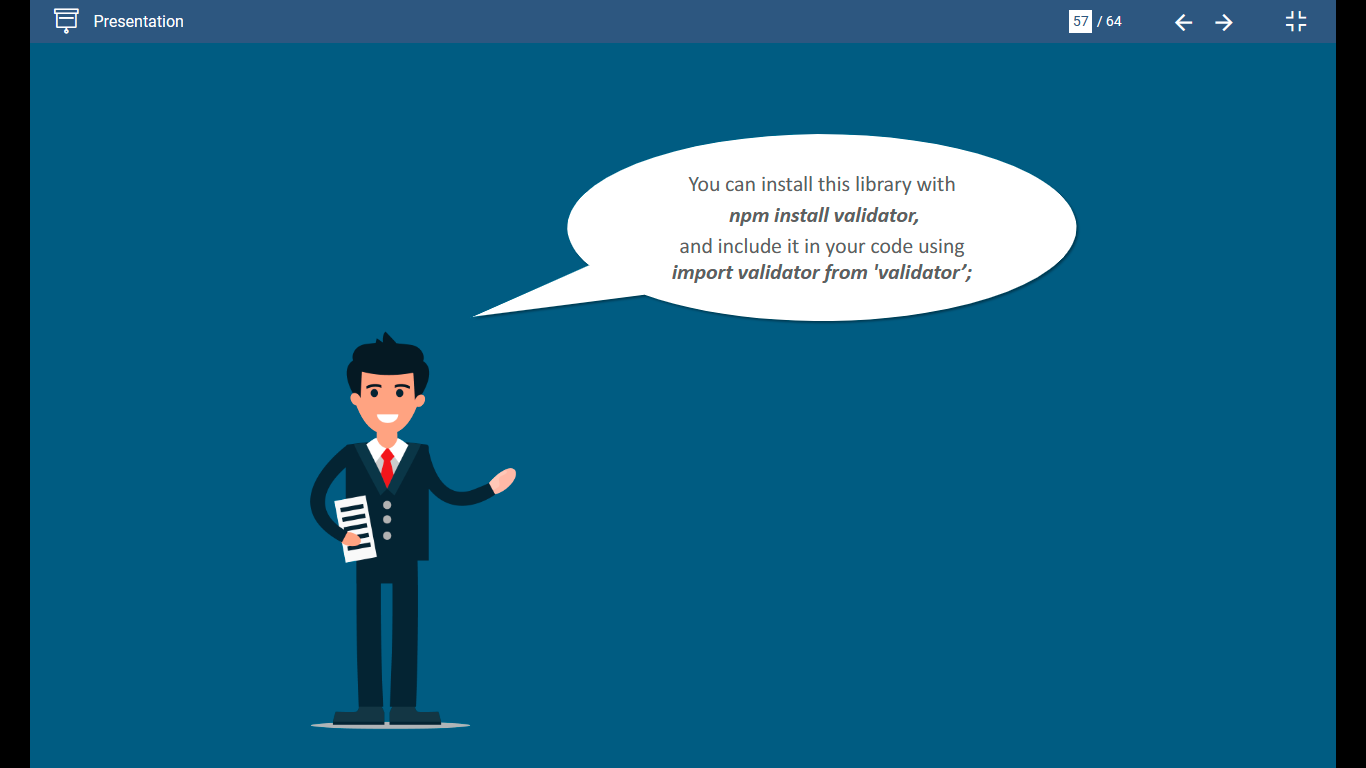 Presentation
57 / 64
You can install this library with
npm install validator,
and include it in your code using
import validator from 'validator’;